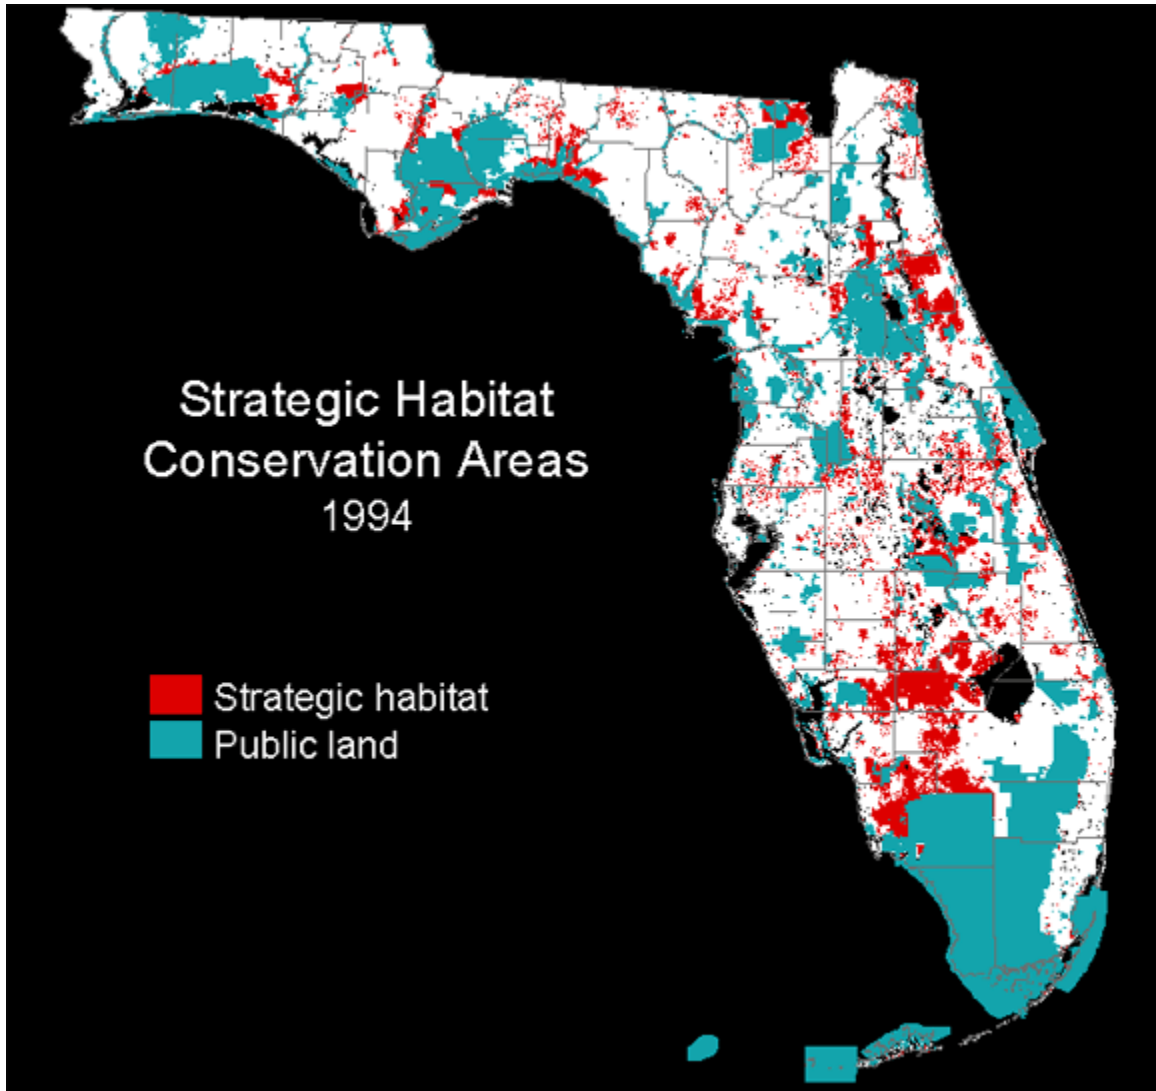 Strategic Habitat
Conservation Areas
1994
Strategic habitat
Public land